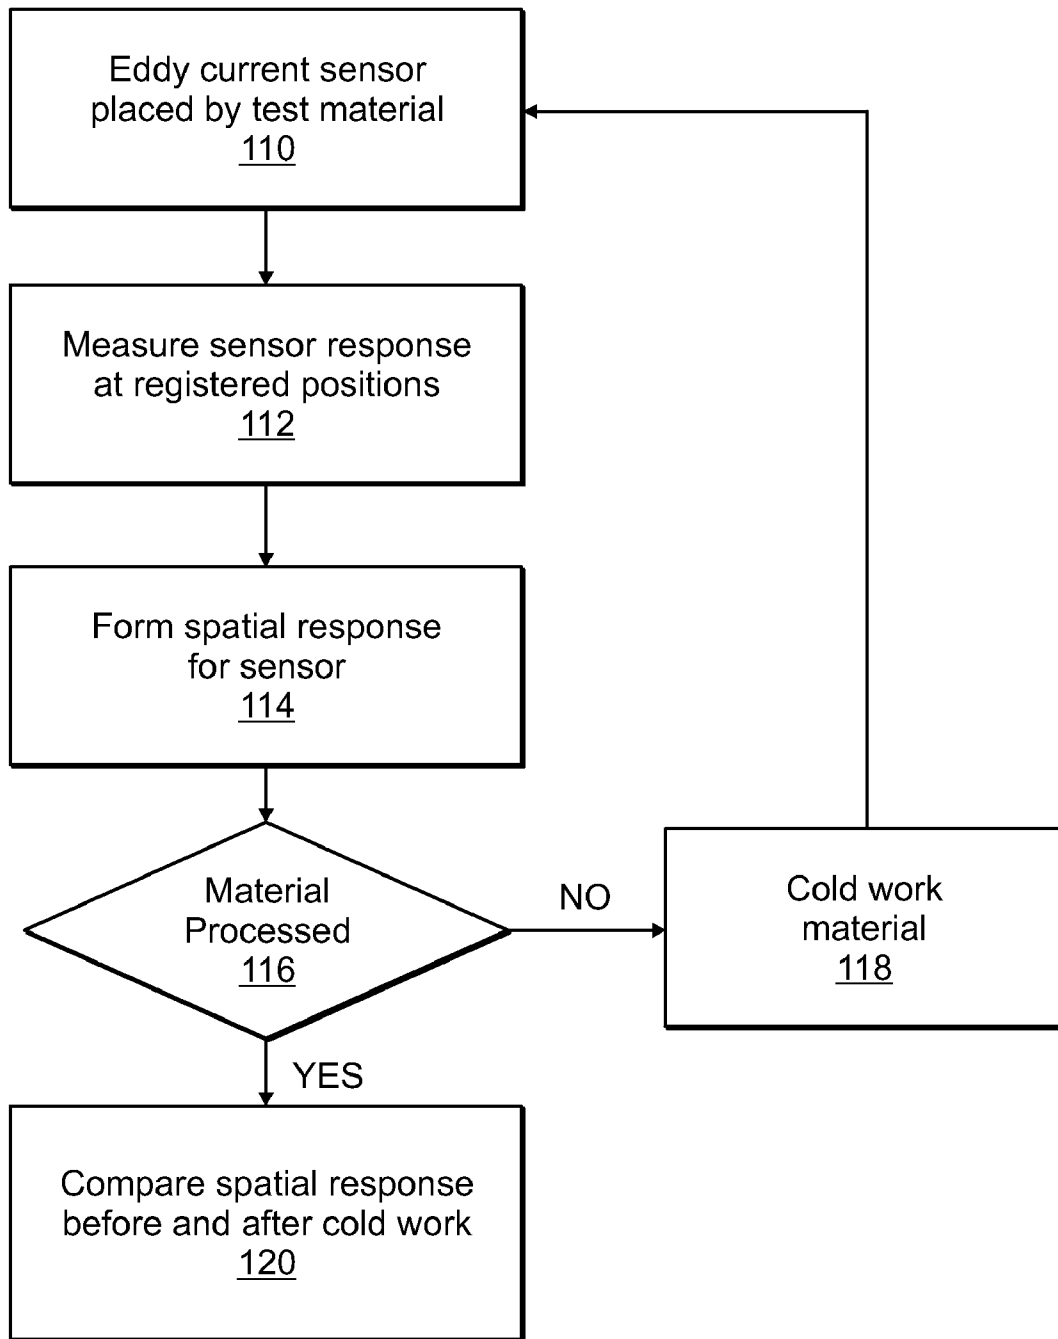 Eddy current sensor
placed by test material
110
Measure sensor response
at registered positions
112
Form spatial response
for sensor
114
Material
Processed
116
NO
Cold work
material
118
YES
Compare spatial response
before and after cold work
120